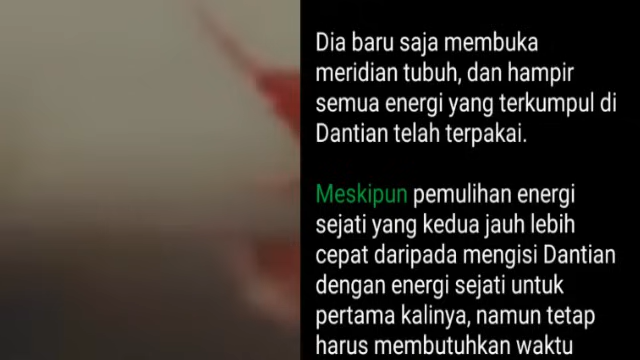 Dia baru saja membuka
meridian tubuh, dan hampir
semua energi yang terkumpul di
Dantian telah terpakai.
Meskipun pemulihan energi
sejati yang kedua jauh lebih
cepat daripada mengisi Dantian
dengan energi sejati untuk
pertama kalinya, namun tetap
harus membutuhkan waktu